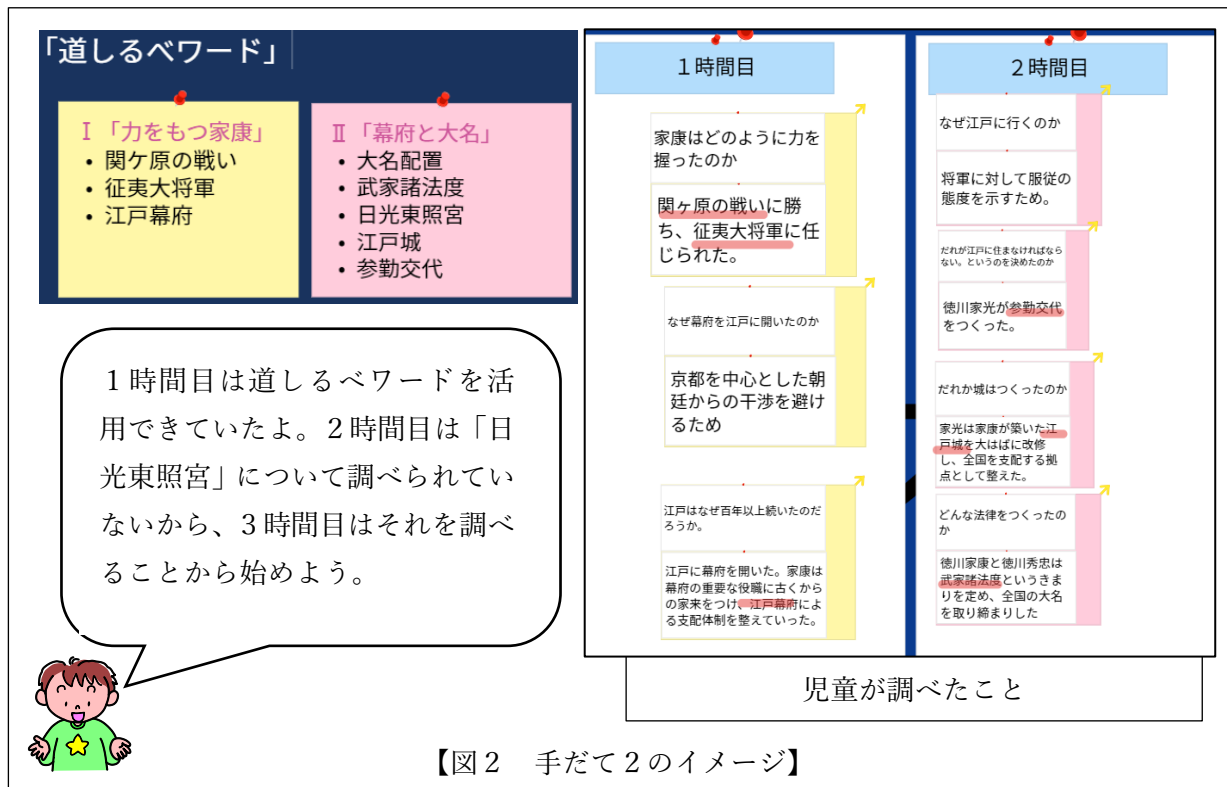 「道しるべワード」
Ⅰ「力をもつ家康」
• 関ケ原の戦い
• 征夷大将軍
• 江戸幕府
Ⅱ「幕府と大名」
• 大名配置
• 武家諸法度
• 日光東照宮
• 江戸城
• 参勤交代
１時間目は道しるべワードを活
用できていたよ。２時間目は「日
光東照宮」について調べられてい
ないから、３時間目はそれを調べ
ることから始めよう。
１時間目
家康はどのように力を
握ったのか
関ヶ原の戦いに勝
ち、征夷大将軍に任
じられた。
なぜ幕府を江戸に開いたのか
京都を中心とした朝
廷からの干渉を避け
るため
江戸はなぜ百年以上続いたのだ
ろうか。
江戸に幕府を開いた。家康は
幕府の重要な役職に古くから
の家来をつけ、江戸幕府によ
る支配体制を整えていった。
２時間目
なぜ江戸に行くのか
将軍に対して服従の
態度を示すため。
だれが江戸に住まなければなら
ない。というのを決めたのか
徳川家光が参勤交代
をつくった。
だれか城はつくったのか
家光は家康が築いた江
戸城を大はばに改修
し、全国を支配する拠
点として整えた。
どんな法律をつくったの
か
徳川家康と徳川秀忠は
武家諸法度というきま
りを定め、全国の大名
を取り締まりした
児童が調べたこと
【図２　手だて２のイメージ】